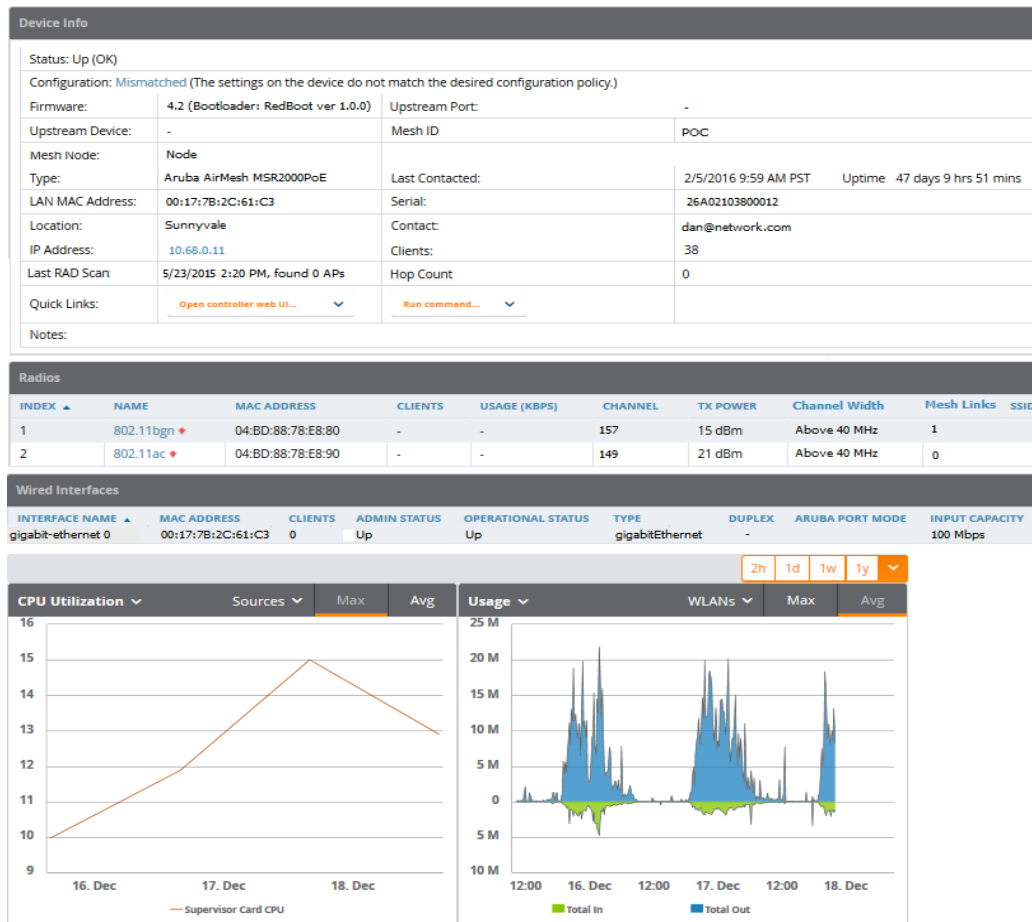 Device Info
Status: Up (OK)
Configuration: Mismatched (The settings on the device do not match the desired configuration policy.)
Firmware: 4.2 (Bootloader: RedBoot ver 1.0.0) Upstream Port: -
Upstream Device: - Mesh ID POC
Mesh Node: Node
Type: Aruba AirMesh MSR2000PoE Last Contacted: 2/5/2016 9:59 AM PST Uptime 47 days 9 hrs 51 mins
LAN MAC Address: 00:17:7B:2C:61:C3 Serial: 26A02103800012
Location: Sunnyvale Contact: dan@network.com
IP Address: 10.68.0.11 Clients: 38
Last RAD Scan 5/23/2015 2:20 PM, found 0 APs Hop Count 0
Quick Links: Open controller web UI... Run command...
Notes:
Radios
INDEX NAME MAC ADDRESS CLIENTS USAGE (KBPS) CHANNEL TX POWER Channel Width Mesh Links SSID
1 802.11bgn 04:BD:88:78:E8:80 - - 157 15 dBm Above 40 MHz 1
2 802.11ac 04:BD:88:78:E8:90 - - 149 21 dBm Above 40 MHz 0
Wired Interfaces
INTERFACE NAME MAC ADDRESS CLIENTS ADMIN STATUS OPERATIONAL STATUS TYPE DUPLEX ARUBA PORT MODE INPUT CAPACITY
gigabit-ethernet 0 00:17:7B:2C:61:C3 0 Up Up gigabitEthernet - 100 Mbps
2h 1d 1w 1y
CPU Utilization Sources Max Avg
16
15
14
13
12
11
10
9
16. Dec 17. Dec 18. Dec
Supervisor Card CPU
Usage WLANs Max Avg
25 M
20 M
15 M
10 M
5 M
0
5 M
10 M
12:00 16. Dec 12:00 17. Dec 12:00 18. Dec
Total In Total Out